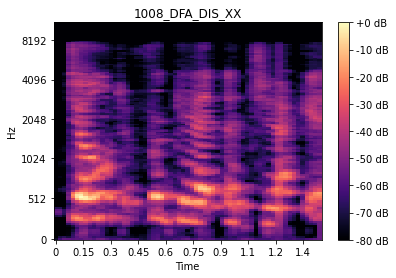 1008_DFA_DIS_XX
+0 dB
8192
-10 dB
4096
-20 dB
-30 dB
2048
Hz
-40 dB
1024
-50 dB
-60 dB
512
-70 dB
0
-80 dB
0 0.15 0.3 0.45 0.6 0.75 0.9 1.1 1.2 1.4
Time